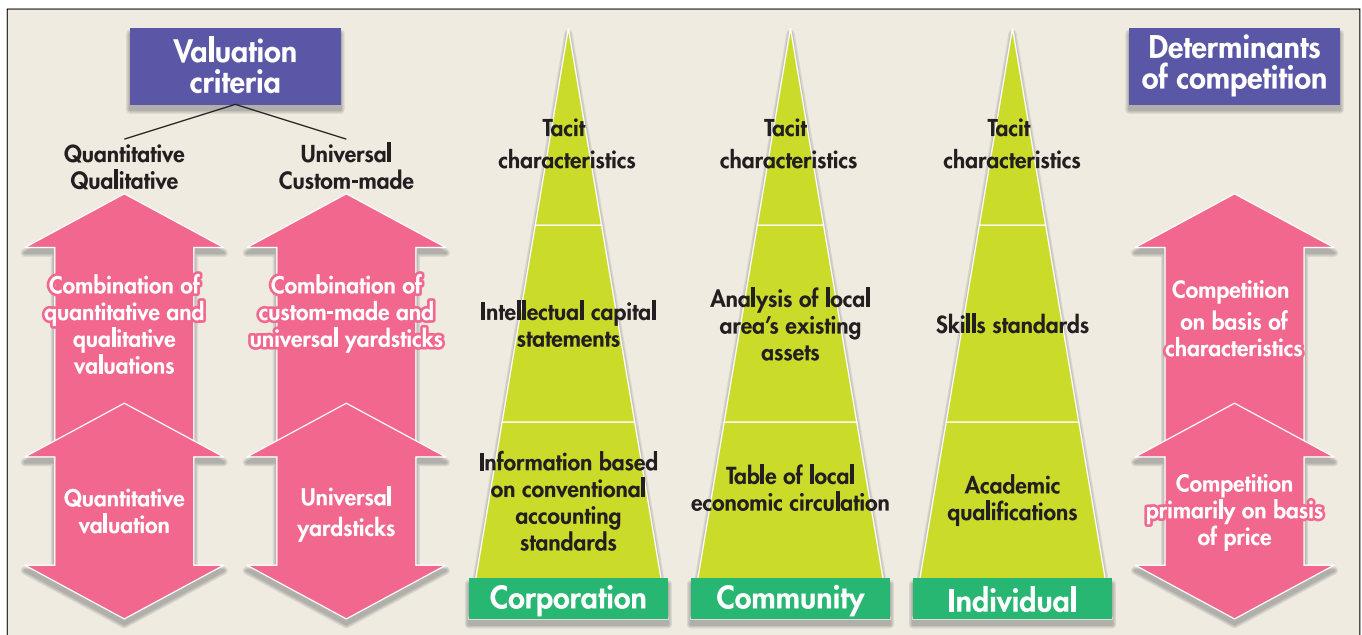 Valuation
criteria
Quantitative
Qualitative
Universal
Custom-made
Combination of
quantitative and
qualitative
valuations
Combination of
custom-made and
universal yardsticks
Quantitative
valuation
Universal
yardsticks
Tacit
characteristics
Intellectual capital
statements
Information based
on conventional
accounting
standards
Corporation
Tacit
characteristics
Analysis of local
area's existing
assets
Table of local
economic circulation
Community
Tacit
characteristics
Skills standards
Academic
qualifications
Individual
Determinants
of competition
Competition
on basis of
characteristics
Competition
primarily on basis
of price